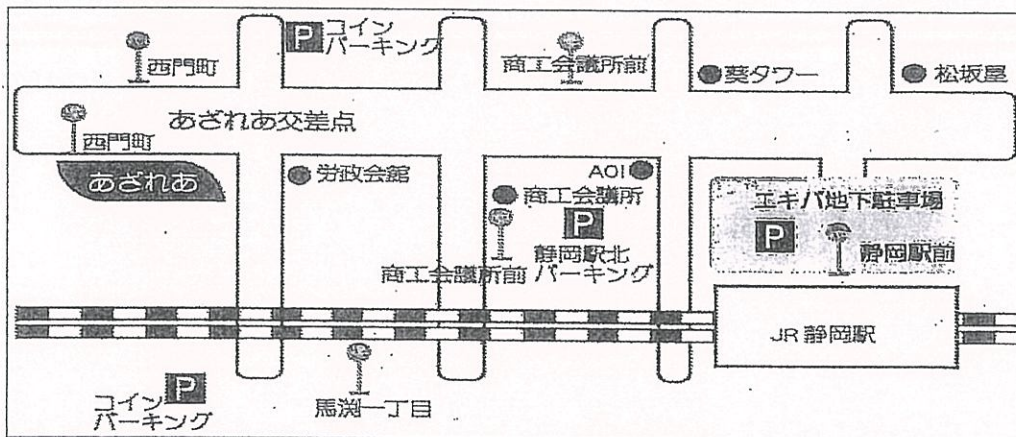 P コイン
パーキング
西門町
商工会議所前
葵タワー
松坂屋
あざれあ交差点
西門町
あざれあ
労政会館
AOI
商工会議所
P
静岡駅北
パーキング
商工会議所前
エキパ地下駐車場
P
静岡駅前
JR 静岡駅
P
コイン
パーキング
馬渕一丁目